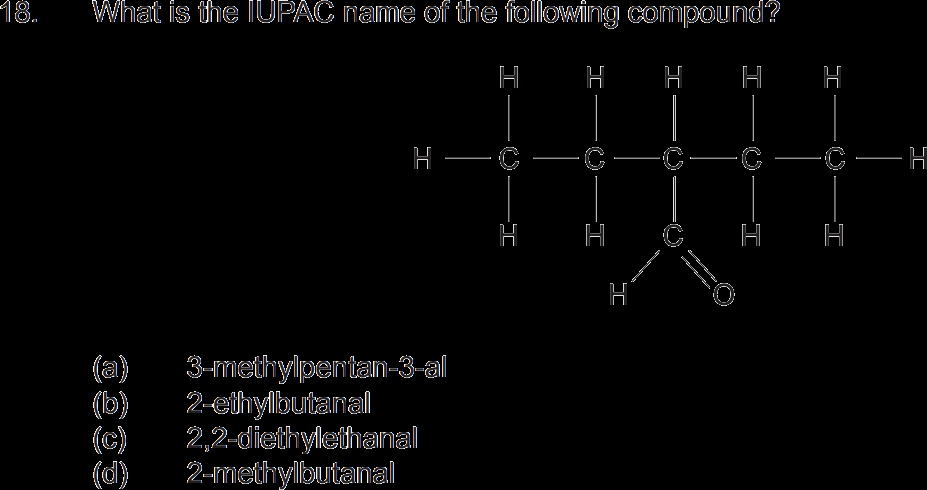 18. What is the IUPAC name of the following compound?
H H H H H
H C C C C C H
H H C H H
H O
(a) 3-methylpentan-3-al
(b) 2-ethylbutanal
(c) 2,2-diethylethanal
(d) 2-methylbutanal